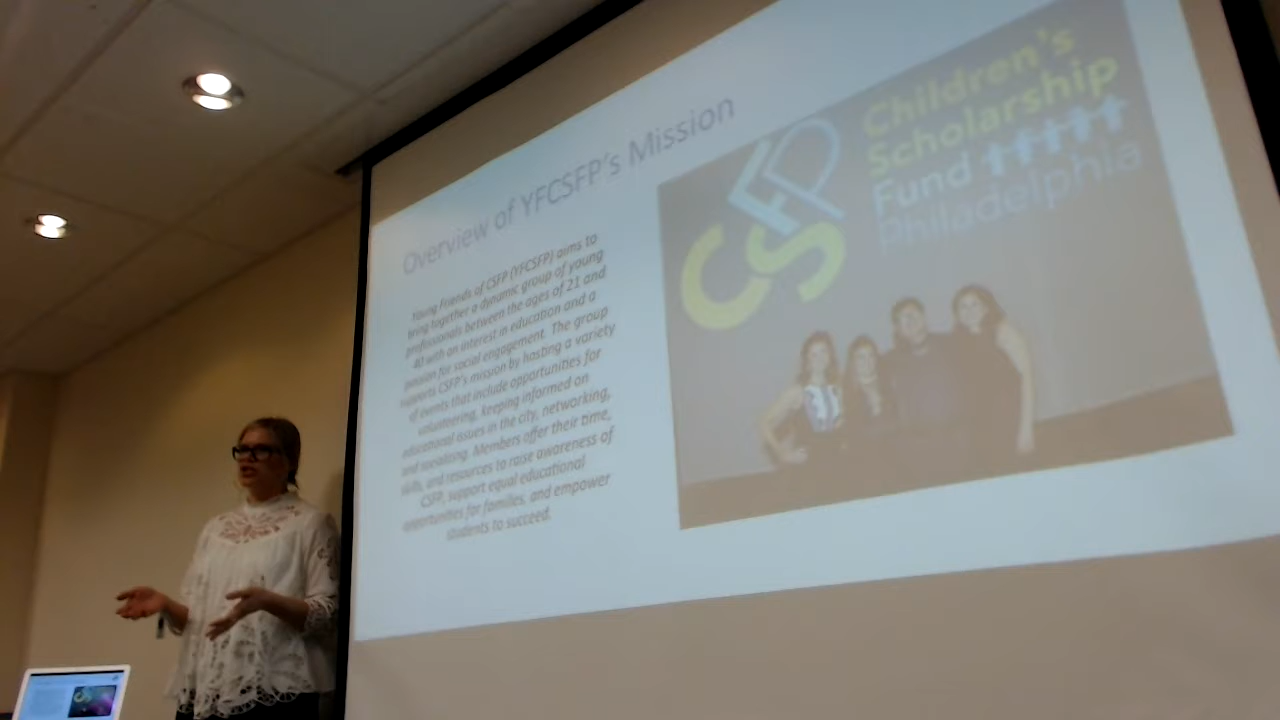 Overview of YFCSFP's Mission
Young Friends of CSFP (YFCSFP) aims to
bring together a dynamic group of young
professionals between the ages of 21 and
40 with an interest in education and a
passion for social engagement. The group
supports CSFP's mission by hosting a variety
of events that include opportunities for
volunteering, keeping informed on
educational issues in the city, networking,
and socializing. Members offer their time,
skills, and resources to raise awareness of
CSFP, support equal educational
opportunities for families, and empower
students to succeed.
CSFP
Children's
Scholarship
Fund
Philadelphia